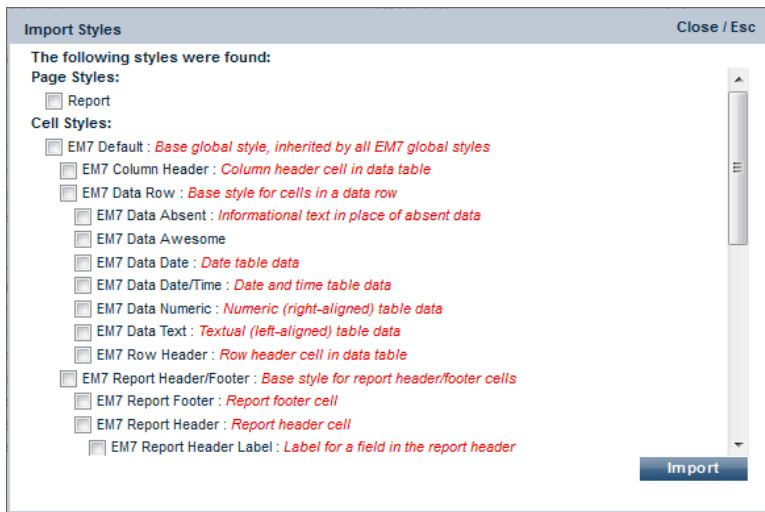 Import Styles Close / Esc
The following styles were found:
Page Styles:
Report
Cell Styles:
EM7 Default : Base global style, inherited by all EM7 global styles
EM7 Column Header : Column header cell in data table
EM7 Data Row : Base style for cells in a data row
EM7 Data Absent : Informational text in place of absent data
EM7 Data Awesome
EM7 Data Date : Date table data
EM7 Data Date/Time : Date and time table data
EM7 Data Numeric : Numeric (right-aligned) table data
EM7 Data Text : Textual (left-aligned) table data
EM7 Row Header : Row header cell in data table
EM7 Report Header/Footer : Base style for report header/footer cells
EM7 Report Footer : Report footer cell
EM7 Report Header : Report header cell
EM7 Report Header Label : Label for a field in the report header
Import